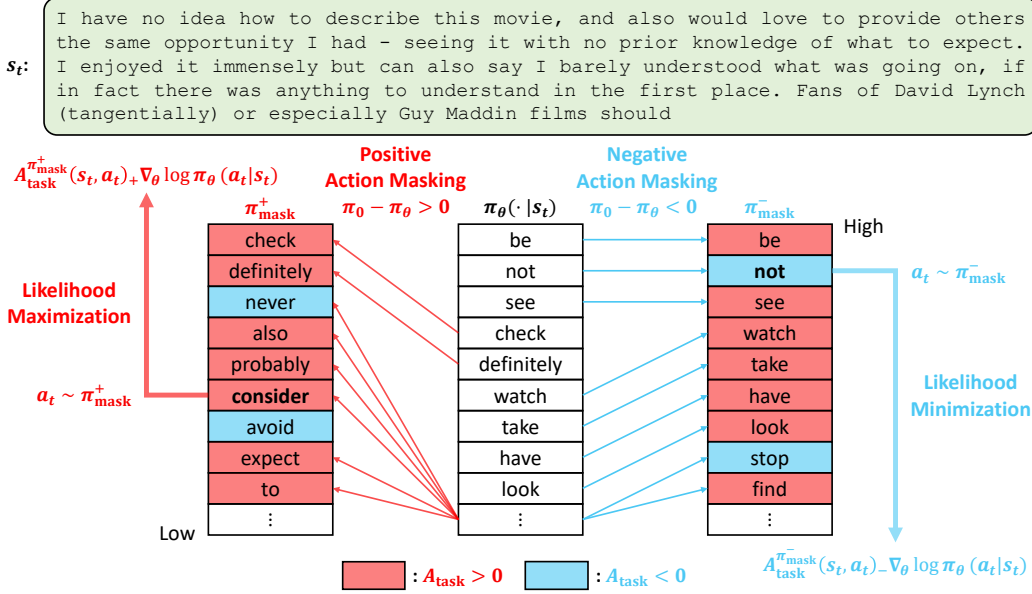 I have no idea how to describe this movie, and also would love to provide others
the same opportunity I had - seeing it with no prior knowledge of what to expect.
s_t:
I enjoyed it immensely but can also say I barely understood what was going on, if
in fact there was anything to understand in the first place. Fans of David Lynch
(tangentially) or especially Guy Maddin films should
A_task^{π_mask^+}(s_t, a_t)_+ ∇_θ log π_θ (a_t|s_t)
Positive
Action Masking
π_0 − π_θ > 0
Negative
Action Masking
π_0 − π_θ < 0
π_mask^+
π_θ(· |s_t)
π_mask^-
High
Low
Likelihood
Maximization
a_t ~ π_mask^+
check
definitely
never
also
probably
consider
avoid
expect
to
⋮
be
not
see
check
definitely
watch
take
have
look
⋮
be
not
see
watch
take
have
look
stop
find
⋮
a_t ~ π_mask^-
Likelihood
Minimization
A_task^{π_mask^-}(s_t, a_t)_- ∇_θ log π_θ (a_t|s_t)
: A_task > 0
: A_task < 0